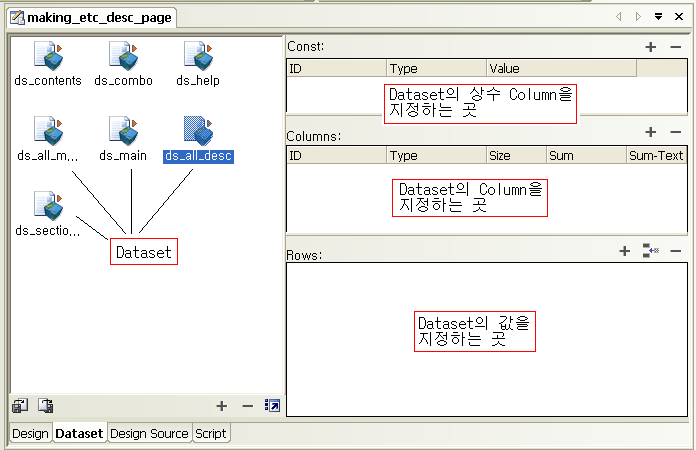 making_etc_desc_page
ds_contents
ds_combo
ds_help
ds_all_m...
ds_main
ds_all_desc
ds_sectio...
Dataset
Const:
ID Type Value
Dataset의 상수 Column을
지정하는 곳
Columns:
ID Type Size Sum Sum-Text
Dataset의 Column을
지정하는 곳
Rows:
Dataset의 값을
지정하는 곳
Design Dataset Design Source Script